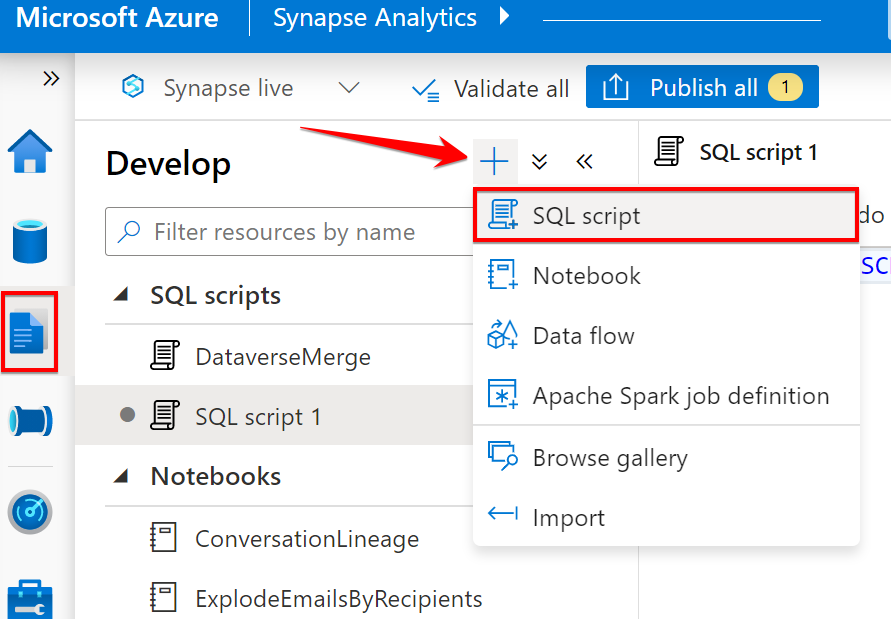 Microsoft Azure
Synapse Analytics
Synapse live
Validate all
Publish all 1
Develop
SQL script 1
Filter resources by name
SQL script
do
Notebook
SC
Data flow
Apache Spark job definition
Browse gallery
Import
SQL scripts
DataverseMerge
SQL script 1
Notebooks
ConversationLineage
ExplodeEmailsByRecipients